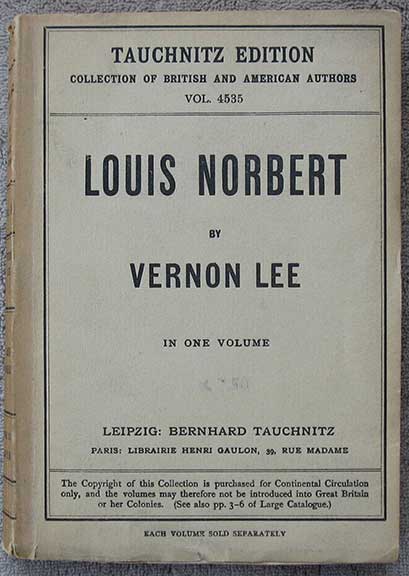 TAUCHNITZ EDITION
COLLECTION OF BRITISH AND AMERICAN AUTHORS
VOL. 4535
LOUIS NORBERT
BY
VERNON LEE
IN ONE VOLUME
LEIPZIG: BERNHARD TAUCHNITZ
PARIS: LIBRAIRIE HENRI GAULON, 39, RUE MADAME
The Copyright of this Collection is purchased for Continental Circulation
only, and the volumes may therefore not be introduced into Great Britain
or her Colonies. (See also pp. 3–6 of Large Catalogue.)
EACH VOLUME SOLD SEPARATELY